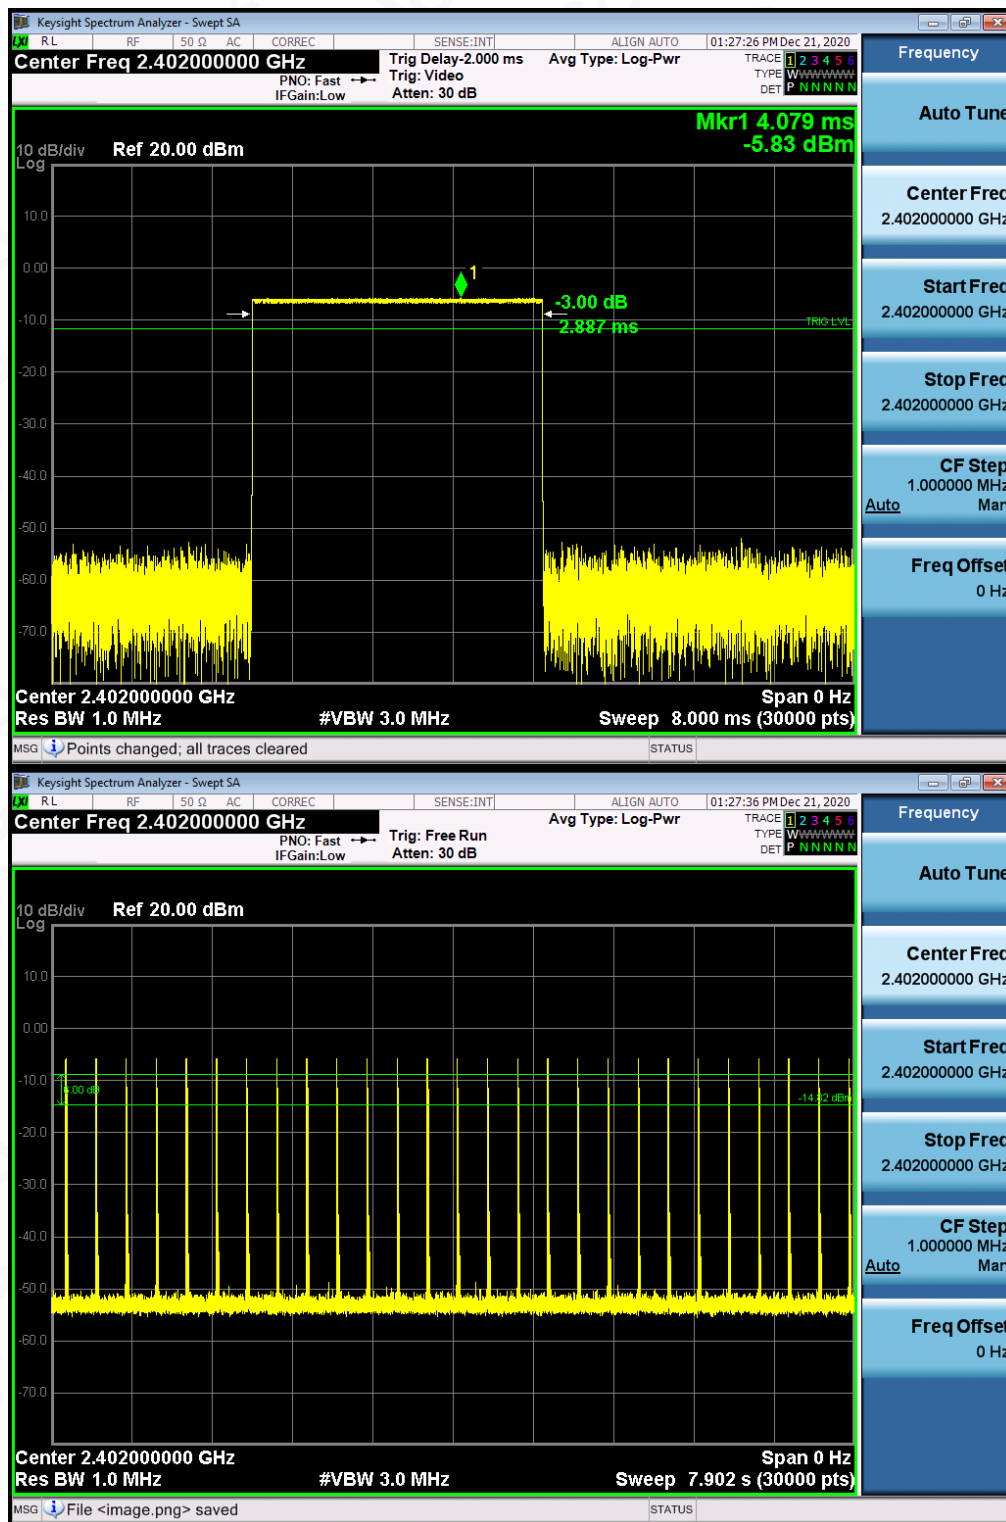 Keysight Spectrum Analyzer - Swept SA
LXI RL RF 50 Ω AC CORREC SENSE:INT ALIGN AUTO 01:27:26 PM Dec 21, 2020
Center Freq 2.402000000 GHz
Trig Delay-2.000 ms Avg Type: Log-Pwr TRACE 1 2 3 4 5 6
PNO: Fast Trig: Video TYPE WWWWWWW
IFGain:Low Atten: 30 dB DET P N N N N N
Mkr1 4.079 ms
-5.83 dBm
10 dB/div Ref 20.00 dBm
Log
10.0
0.00
1
-3.00 dB
2.887 ms
-10.0
TRIG LVL
-20.0
-30.0
-40.0
-50.0
-60.0
-70.0
Center 2.402000000 GHz Span 0 Hz
Res BW 1.0 MHz #VBW 3.0 MHz Sweep 8.000 ms (30000 pts)
MSG Points changed; all traces cleared STATUS
Frequency
Auto Tune
Center Freq
2.402000000 GHz
Start Freq
2.402000000 GHz
Stop Freq
2.402000000 GHz
CF Step
1.000000 MHz
Auto Man
Freq Offset
0 Hz
Keysight Spectrum Analyzer - Swept SA
LXI RL RF 50 Ω AC CORREC SENSE:INT ALIGN AUTO 01:27:36 PM Dec 21, 2020
Center Freq 2.402000000 GHz
Avg Type: Log-Pwr TRACE 1 2 3 4 5 6
PNO: Fast Trig: Free Run TYPE WWWWWWW
IFGain:Low Atten: 30 dB DET P N N N N N
10 dB/div Ref 20.00 dBm
Log
10.0
0.00
-10.0
-14.82 dBm
-20.0
-30.0
-40.0
-50.0
-60.0
-70.0
Center 2.402000000 GHz Span 0 Hz
Res BW 1.0 MHz #VBW 3.0 MHz Sweep 7.902 s (30000 pts)
MSG File <image.png> saved STATUS
Frequency
Auto Tune
Center Freq
2.402000000 GHz
Start Freq
2.402000000 GHz
Stop Freq
2.402000000 GHz
CF Step
1.000000 MHz
Auto Man
Freq Offset
0 Hz